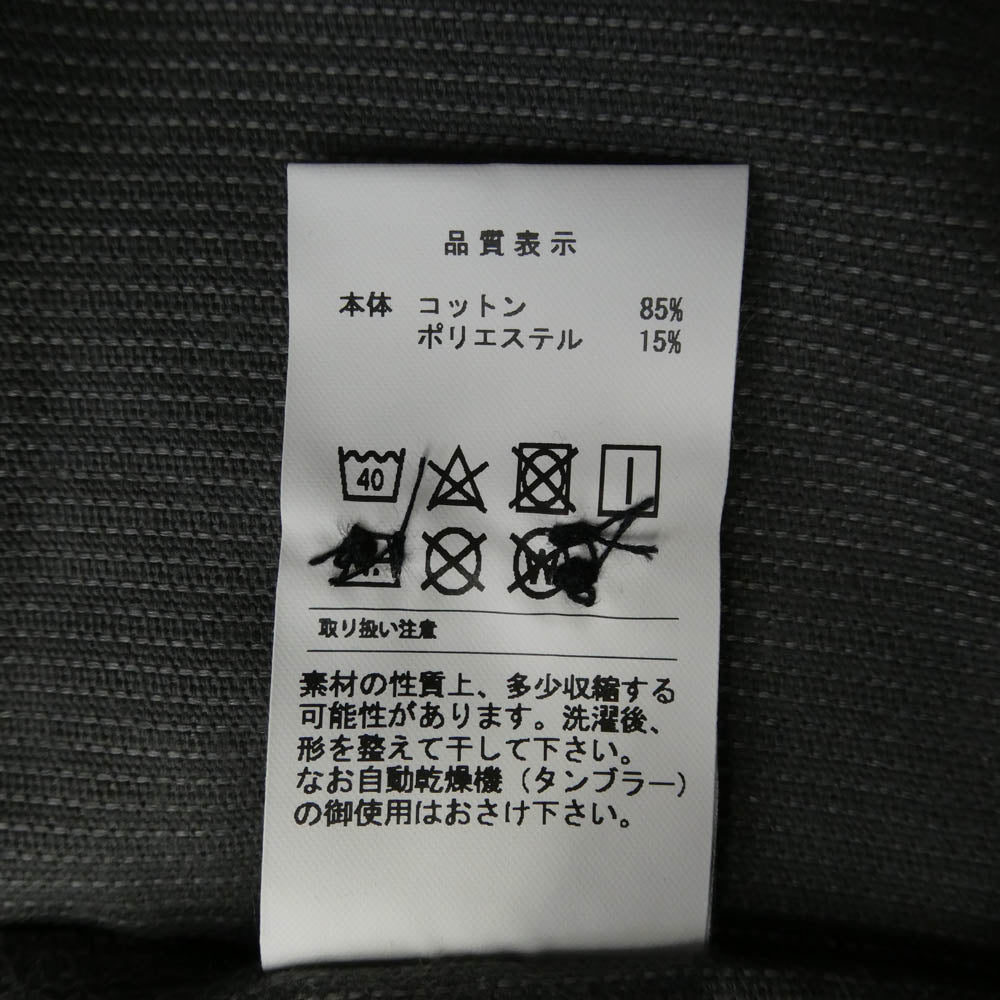 品質表示
本体 コットン 85%
ポリエステル 15%
40
W
取り扱い注意
素材の性質上、多少収縮する
可能性があります。洗濯後、
形を整えて干して下さい。
なお自動乾燥機（タンブラー）
の御使用はおさけ下さい。